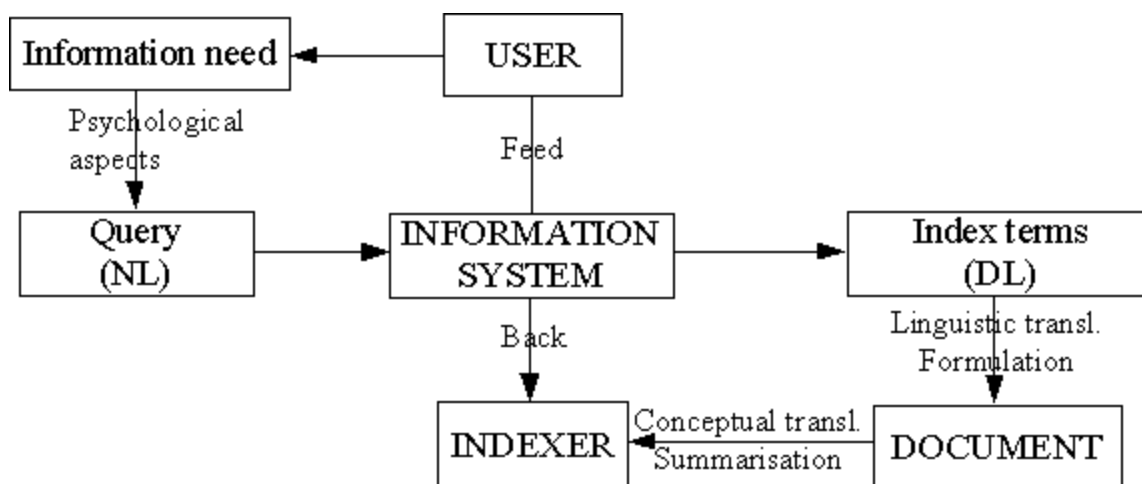 Information need
USER
Psychological
aspects
Feed
Query
(NL)
INFORMATION
SYSTEM
Index terms
(DL)
Back
Linguistic transl.
Formulation
INDEXER
Conceptual transl.
Summarisation
DOCUMENT